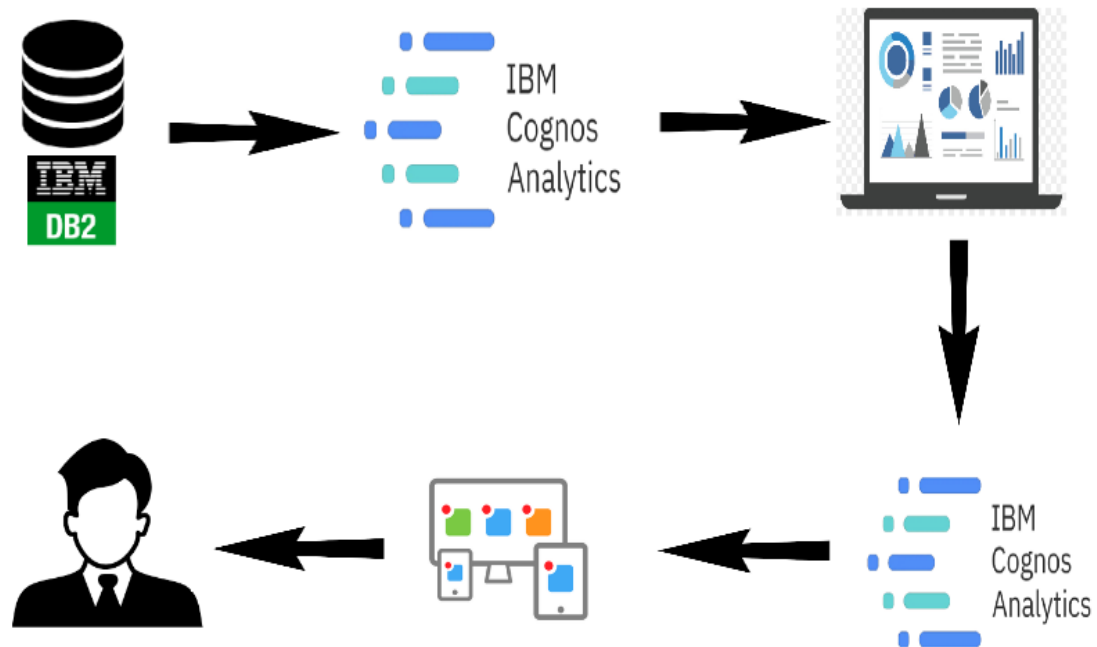 IBM
Cognos
Analytics
IBM
DB2
IBM
Cognos
Analytics